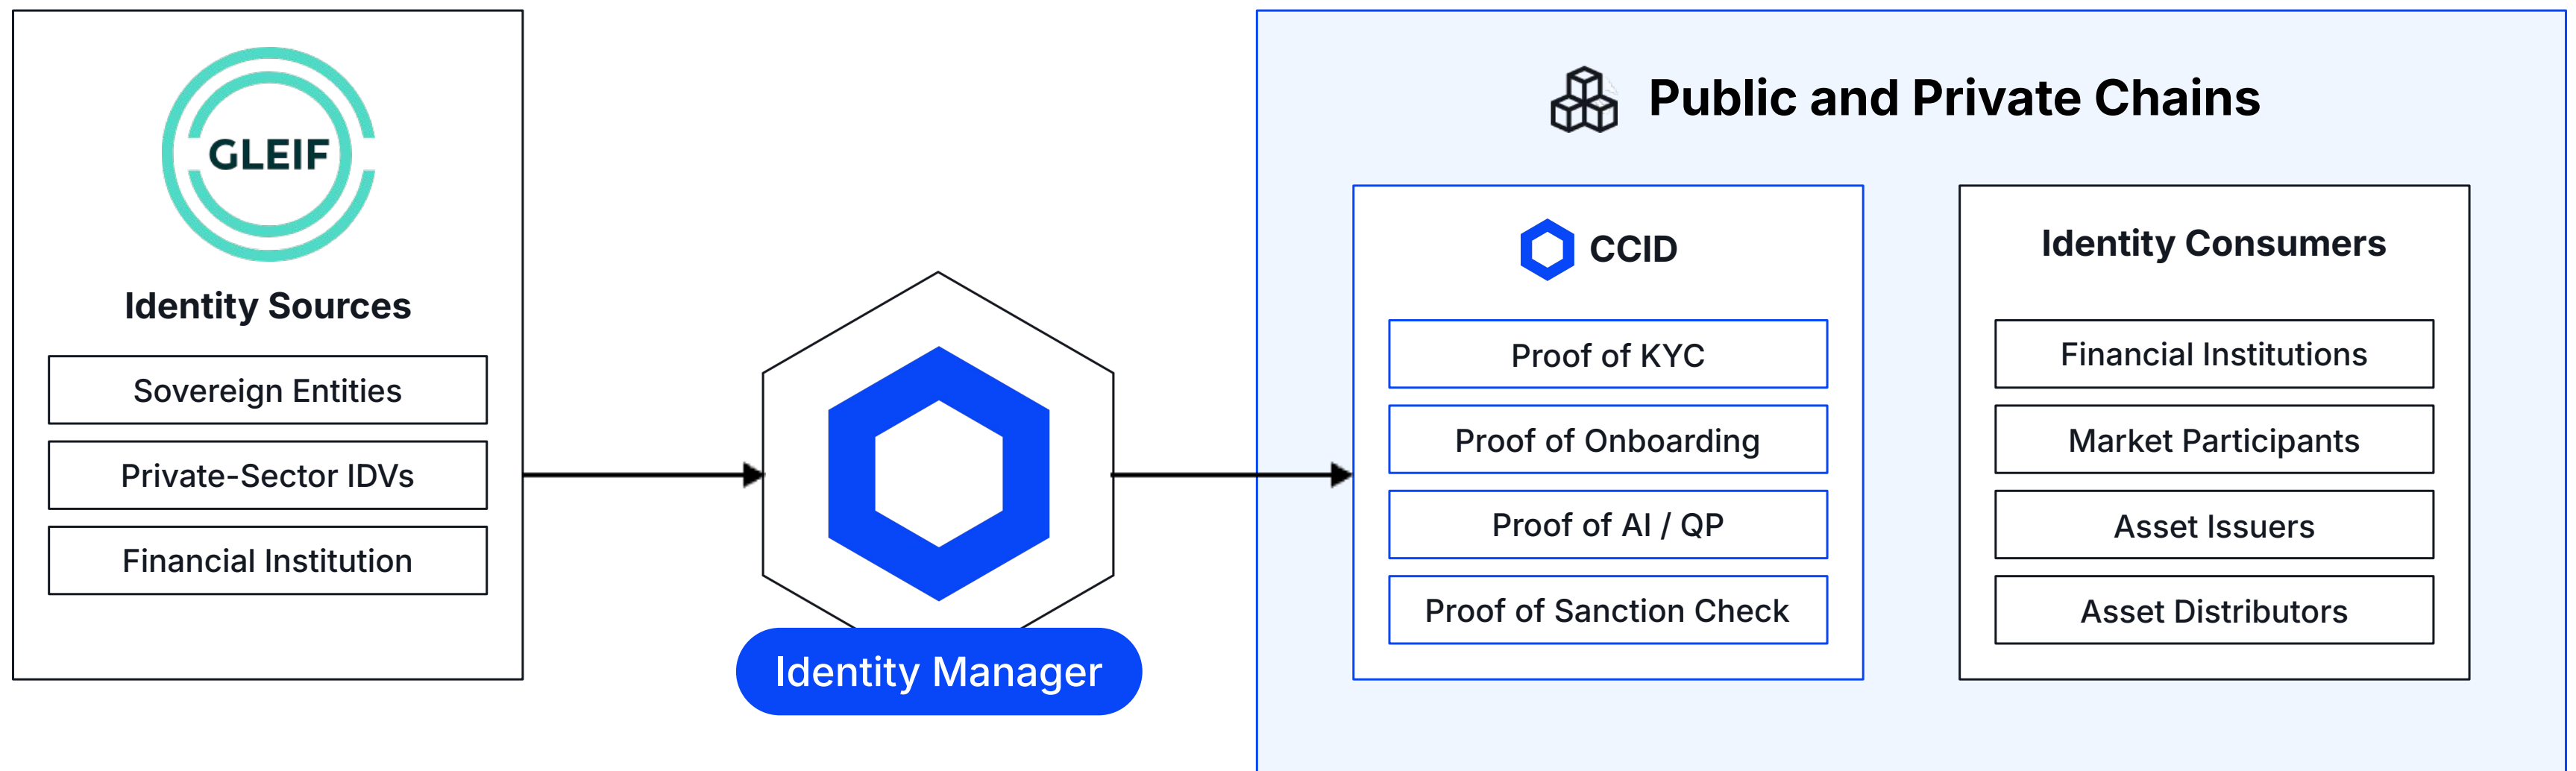 GLEIF
Identity Sources
Sovereign Entities
Private-Sector IDVs
Financial Institution
Identity Manager
Public and Private Chains
CCID
Proof of KYC
Proof of Onboarding
Proof of AI / QP
Proof of Sanction Check
Identity Consumers
Financial Institutions
Market Participants
Asset Issuers
Asset Distributors